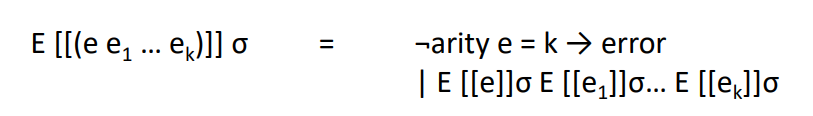 E [[(e e₁ … eₖ)]] σ = ¬arity e = k → error
| E [[e]]σ E [[e₁]]σ… E [[eₖ]]σ